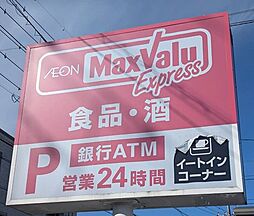 ÆON
MaxValu
Express
食品・酒
P
銀行ATM
営業24時間
イートイン
コーナー